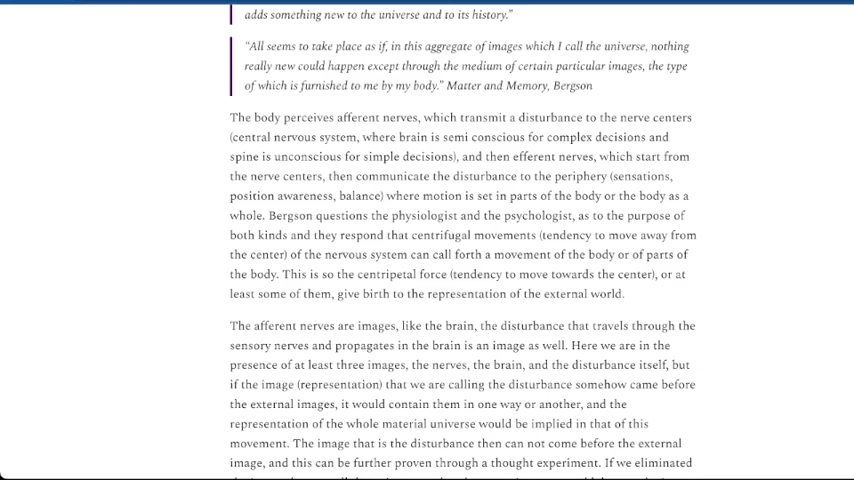 adds something new to the universe and to its history.”
“All seems to take place as if, in this aggregate of images which I call the universe, nothing
really new could happen except through the medium of certain particular images, the type
of which is furnished to me by my body.” Matter and Memory, Bergson
The body perceives afferent nerves, which transmit a disturbance to the nerve centers
(central nervous system, where brain is semi conscious for complex decisions and
spine is unconscious for simple decisions), and then efferent nerves, which start from
the nerve centers, then communicate the disturbance to the periphery (sensations,
position awareness, balance) where motion is set in parts of the body or the body as a
whole. Bergson questions the physiologist and the psychologist, as to the purpose of
both kinds and they respond that centrifugal movements (tendency to move away from
the center) of the nervous system can call forth a movement of the body or of parts of
the body. This is so the centripetal force (tendency to move towards the center), or at
least some of them, give birth to the representation of the external world.
The afferent nerves are images, like the brain, the disturbance that travels through the
sensory nerves and propagates in the brain is an image as well. Here we are in the
presence of at least three images, the nerves, the brain, and the disturbance itself, but
if the image (representation) that we are calling the disturbance somehow came before
the external images, it would contain them in one way or another, and the
representation of the whole material universe would be implied in that of this
movement. The image that is the disturbance then can not come before the external
image, and this can be further proven through a thought experiment. If we eliminated